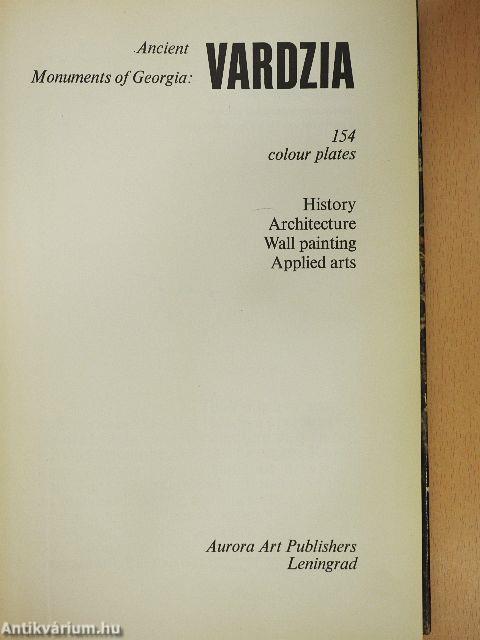 Ancient
Monuments of Georgia: VARDZIA
154
colour plates
History
Architecture
Wall painting
Applied arts
Aurora Art Publishers
Leningrad
Antikvárium.hu